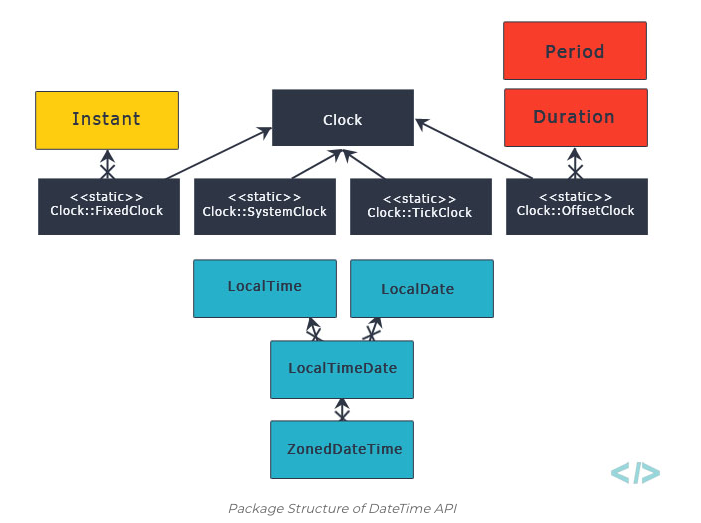 Period
Instant
Clock
Duration
<<static>>
Clock::FixedClock
<<static>>
Clock::SystemClock
<<static>>
Clock::TickClock
<<static>>
Clock::OffsetClock
LocalTime
LocalDate
LocalTimeDate
ZonedDateTime
</>
Package Structure of DateTime API